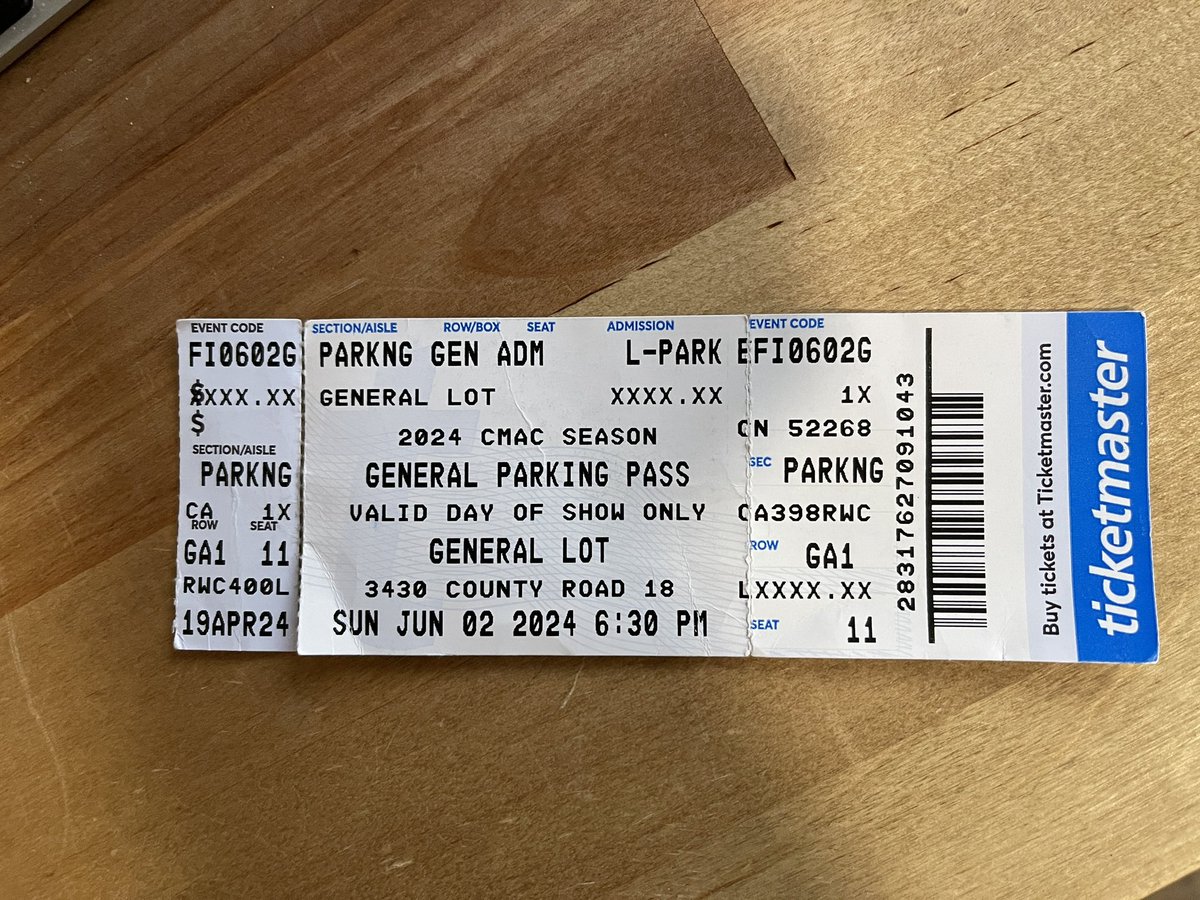 EVENT CODE
FI0602G
XXXX.XX
$
SECTION/AISLE
PARKNG
CA 1X
ROW SEAT
GA1 11
RWC400L
19APR24
SECTION/AISLE ROW/BOX SEAT ADMISSION
PARKNG GEN ADM L-PARK
GENERAL LOT XXXX.XX
2024 CMAC SEASON
GENERAL PARKING PASS
VALID DAY OF SHOW ONLY
GENERAL LOT
3430 COUNTY ROAD 18
SUN JUN 02 2024 6:30 PM
EVENT CODE
EFI0602G
1X
CN 52268
SEC PARKNG
CA398RWC
ROW GA1
LXXXX.XX
SEAT 11
28317627091043
Buy tickets at Ticketmaster.com
ticketmaster